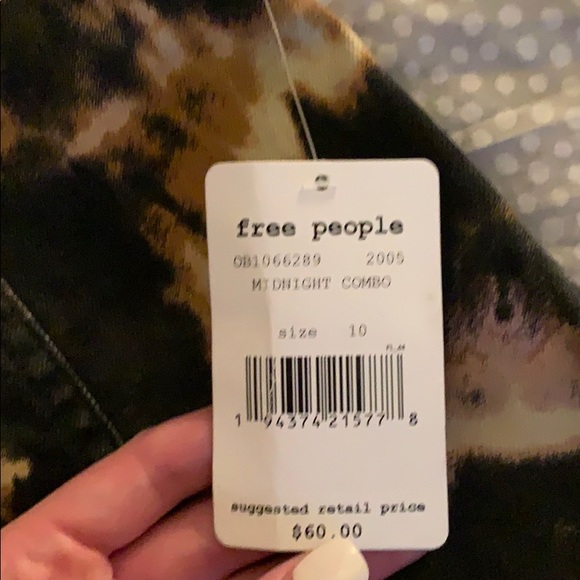 free people
OB1066289 2005
MIDNIGHT COMBO
size 10
1 94374 21577 8
suggested retail price
$60.00